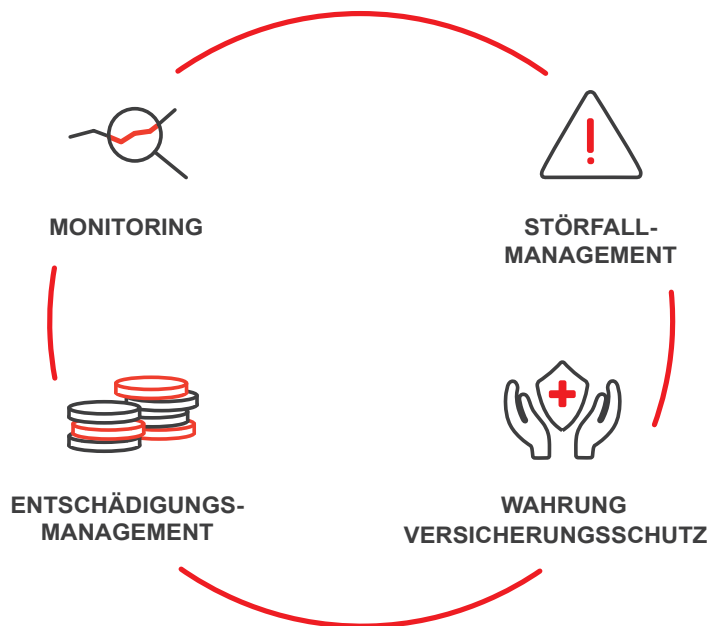 MONITORING
STÖRFALL-
MANAGEMENT
ENTSCHÄDIGUNGS-
MANAGEMENT
WAHRUNG
VERSICHERUNGSSCHUTZ